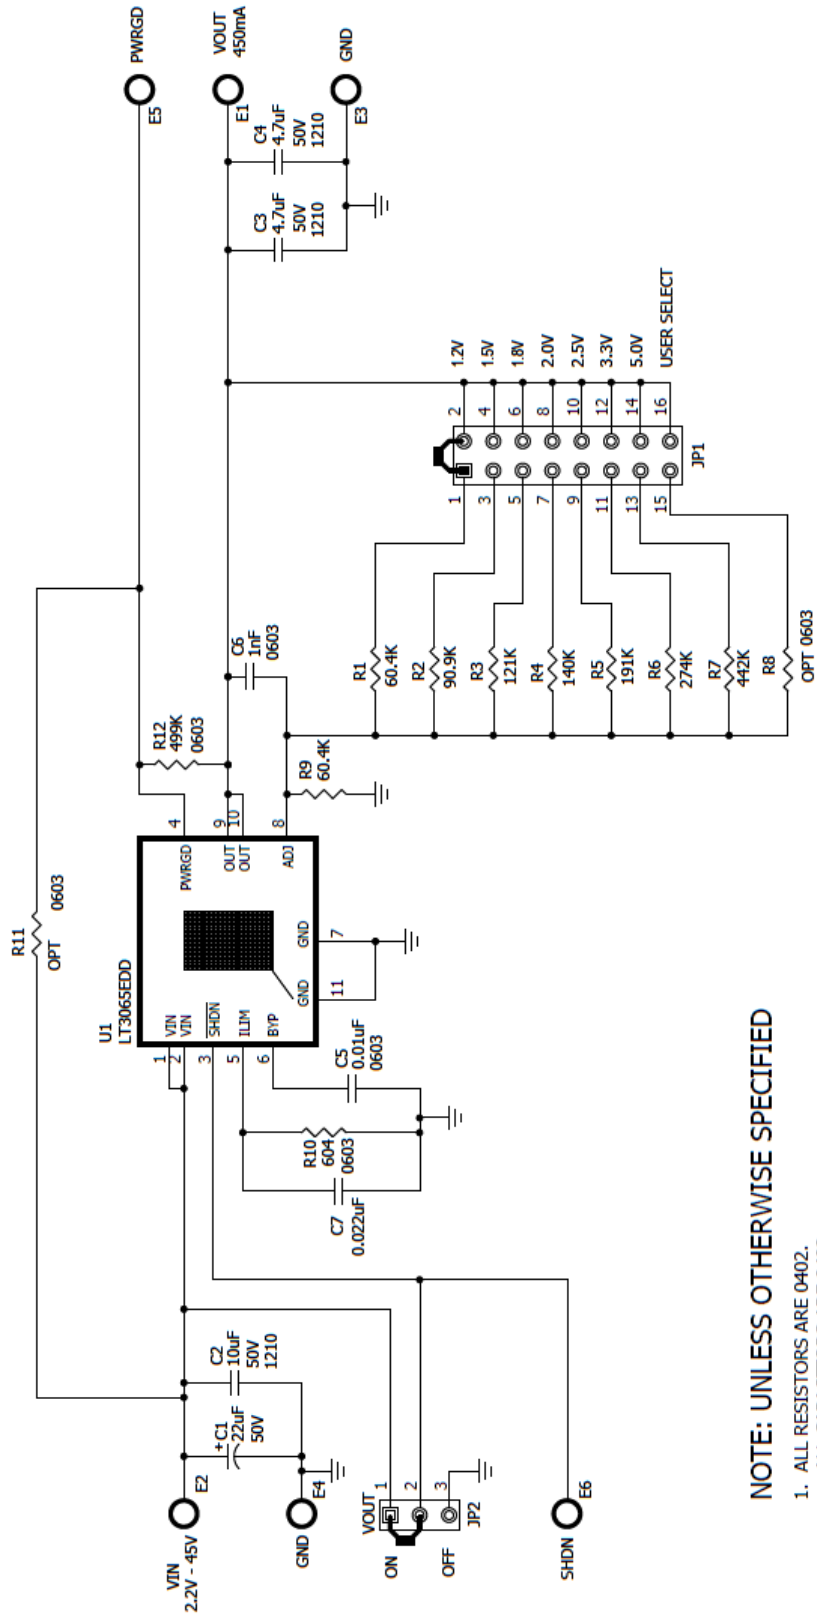 R11
OPT
0603
U1
LT3065EDD
VIN
2.2V - 45V
E2
+C1
22uF
50V
C2
10uF
50V
1210
GND
E4
VOUT
ON
OFF
1
2
3
JP2
SHDN
E6
1
2
3
5
6
VIN
VIN
SHDN
ILIM
BYP
C7
0.022uF
R10
604
0603
C5
0.01uF
0603
GND
GND
11
7
PWRGD
OUT
OUT
ADJ
4
9
10
8
R12
499K
0603
R9
60.4K
C6
1nF
0603
PWRGD
E5
VOUT
450mA
E1
GND
E3
C3
4.7uF
50V
1210
C4
4.7uF
50V
1210
R1
60.4K
R2
90.9K
R3
121K
R4
140K
R5
191K
R6
274K
R7
442K
R8
OPT 0603
1
2
1.2V
3
4
1.5V
5
6
1.8V
7
8
2.0V
9
10
2.5V
11
12
3.3V
13
14
5.0V
15
16
USER SELECT
JP1
NOTE: UNLESS OTHERWISE SPECIFIED
1. ALL RESISTORS ARE 0402.